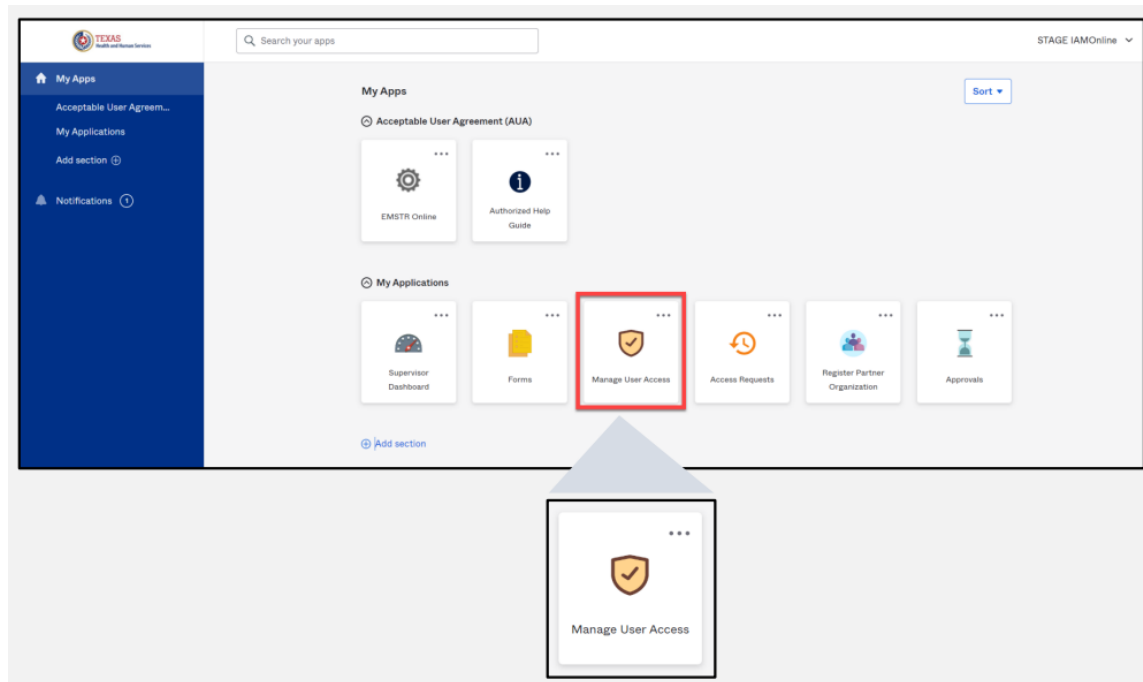 TEXAS
Health and Human Services
Search your apps
STAGE IAMOnline
My Apps
Acceptable User Agreem...
My Applications
Add section
Notifications 1
My Apps
Sort
Acceptable User Agreement (AUA)
EMSTR Online
Authorized Help
Guide
My Applications
Supervisor
Dashboard
Forms
Manage User Access
Access Requests
Register Partner
Organization
Approvals
Add section
Manage User Access